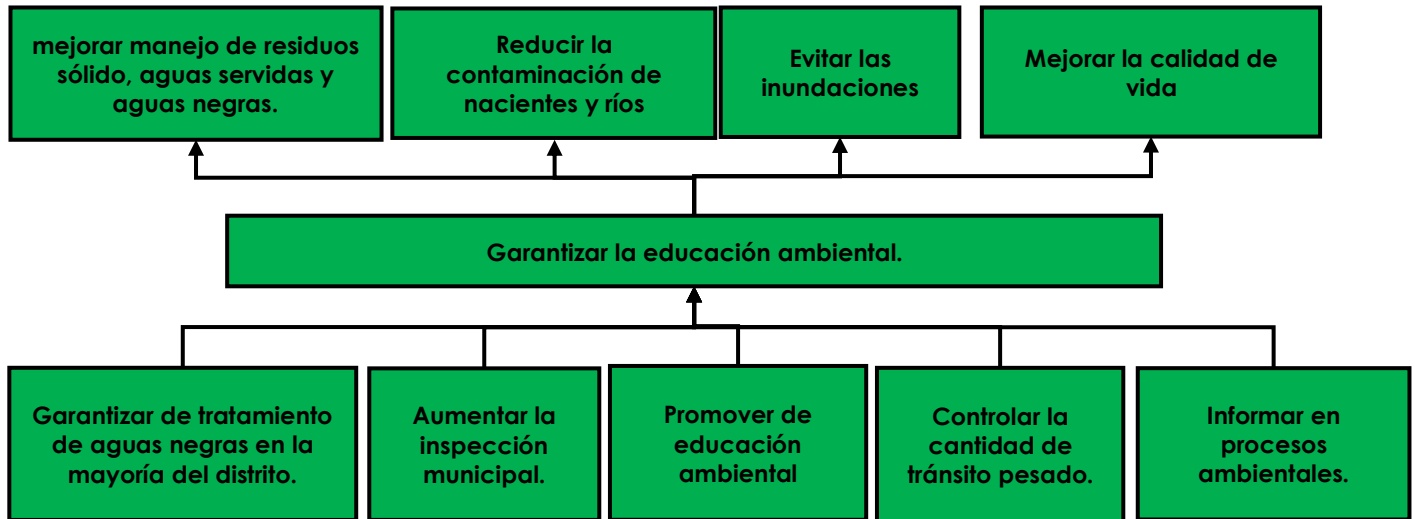 mejorar manejo de residuos
sólido, aguas servidas y
aguas negras.
Reducir la
contaminación de
nacientes y ríos
Evitar las
inundaciones
Mejorar la calidad de
vida
Garantizar la educación ambiental.
Garantizar de tratamiento
de aguas negras en la
mayoría del distrito.
Aumentar la
inspección
municipal.
Promover de
educación
ambiental
Controlar la
cantidad de
tránsito pesado.
Informar en
procesos
ambientales.